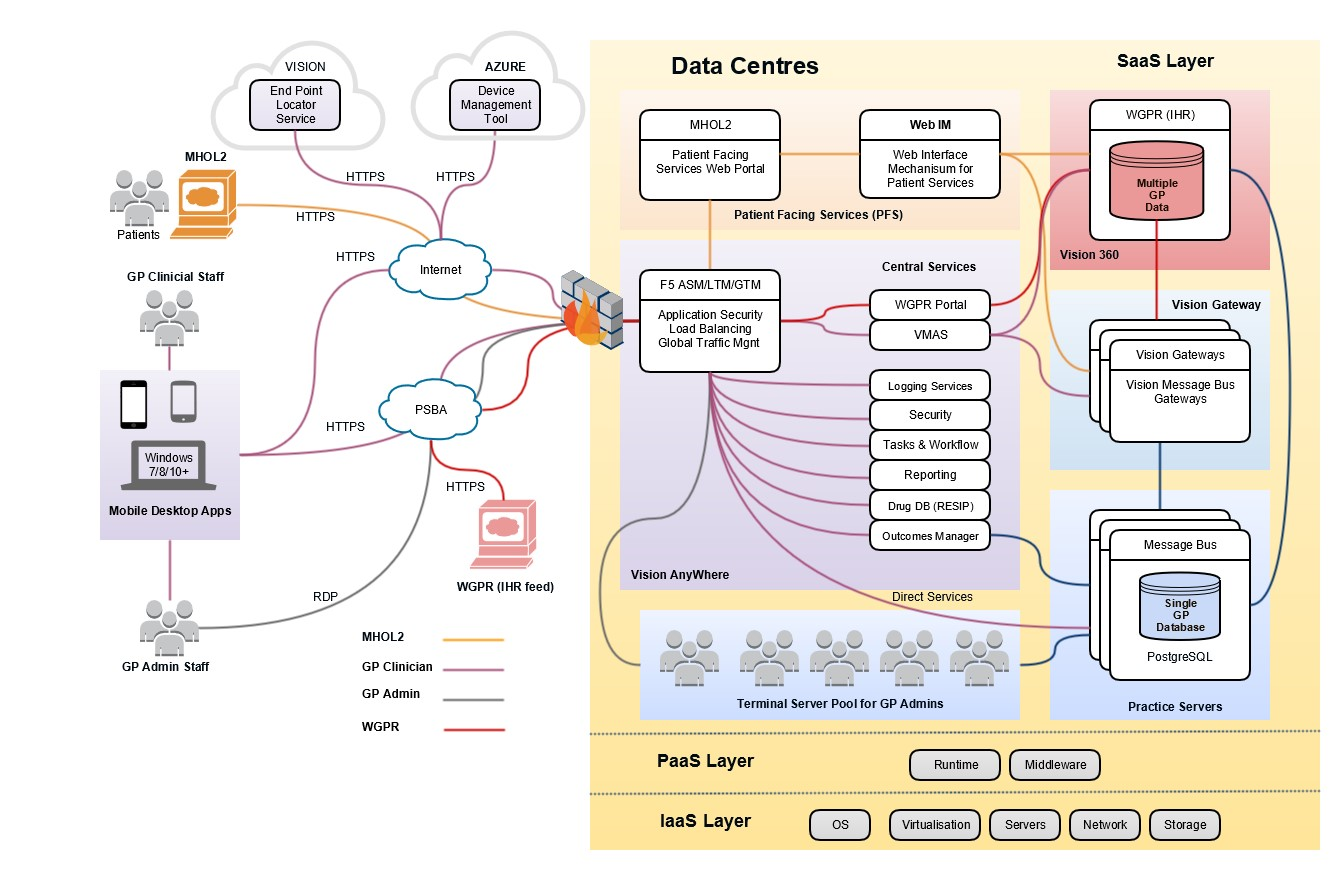 VISION
End Point
Locator
Service
AZURE
Device
Management
Tool
MHOL2
Patients
HTTPS
HTTPS
HTTPS
HTTPS
Internet
GP Clinicial Staff
Windows
7/8/10+
Mobile Desktop Apps
HTTPS
PSBA
HTTPS
WGPR (IHR feed)
RDP
GP Admin Staff
MHOL2
GP Clinician
GP Admin
WGPR
Data Centres
SaaS Layer
MHOL2
Patient Facing
Services Web Portal
Web IM
Web Interface
Mechanisum for
Patient Services
Patient Facing Services (PFS)
WGPR (IHR)
Multiple
GP
Data
Vision 360
F5 ASM/LTM/GTM
Application Security
Load Balancing
Global Traffic Mgnt
Central Services
WGPR Portal
VMAS
Logging Services
Security
Tasks & Workflow
Reporting
Drug DB (RESIP)
Outcomes Manager
Vision AnyWhere
Direct Services
Vision Gateway
Vision Gateways
Vision Message Bus
Gateways
Message Bus
Single
GP
Database
PostgreSQL
Practice Servers
Terminal Server Pool for GP Admins
PaaS Layer
Runtime
Middleware
IaaS Layer
OS
Virtualisation
Servers
Network
Storage